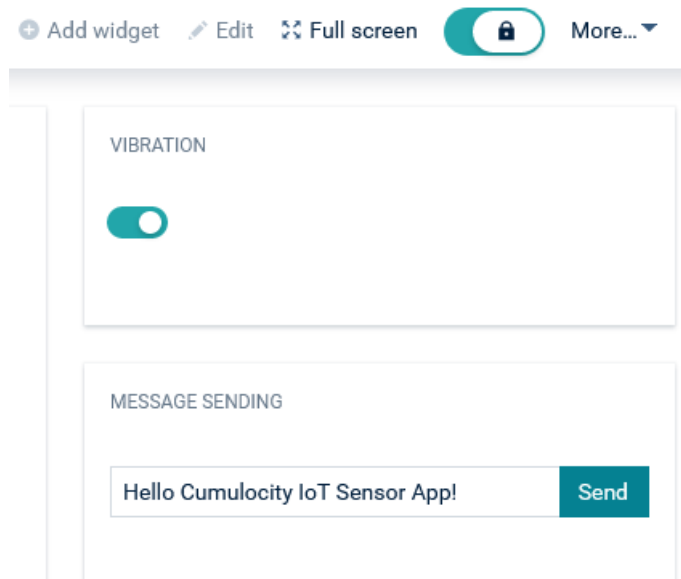 Add widget Edit Full screen More...
VIBRATION
MESSAGE SENDING
Hello Cumulocity IoT Sensor App! Send